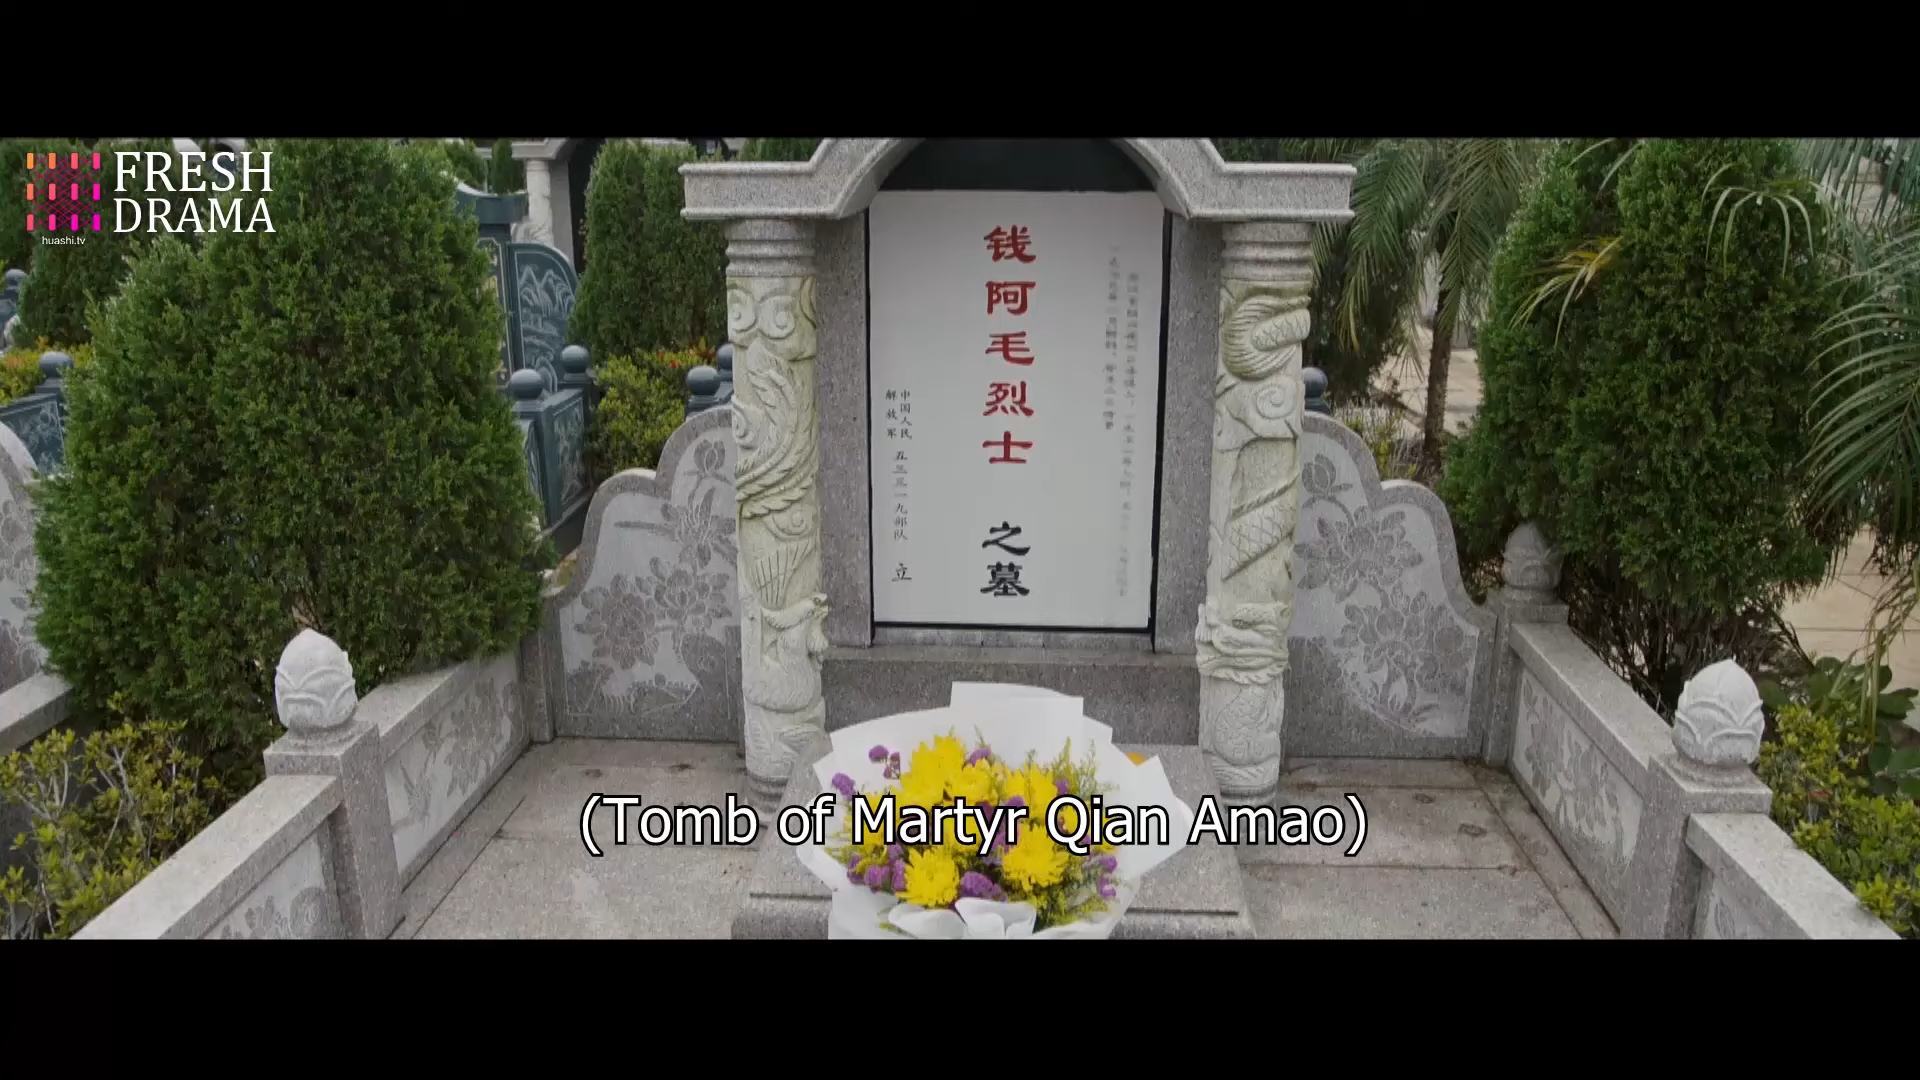 FRESH
DRAMA
huashi.tv
钱阿毛烈士之墓
中国人民
解放军
五三三一九部队 立
(Tomb of Martyr Qian Amao)